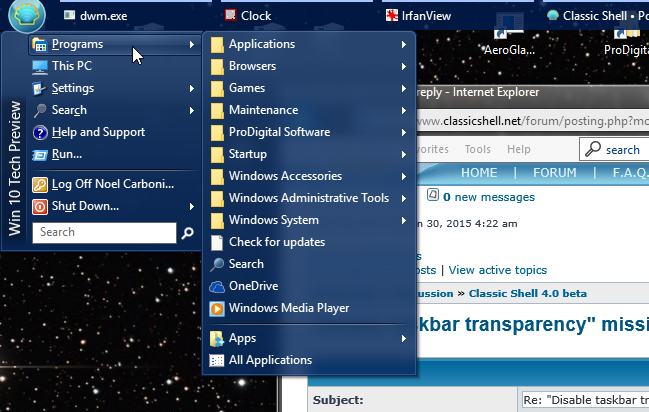 dwm.exe
Clock
IrfanView
Classic Shell • Po
AeroGla...
ProDigital
reply - Internet Explorer
www.classicshell.net/forum/posting.php?mo
Favorites Tools Help
search
HOME | FORUM | F.A.Q.
0 new messages
n 30, 2015 4:22 am
osts | View active topics
cussion » Classic Shell 4.0 beta
skbar transparency" missi
Subject:
Re: "Disable taskbar tr
Win 10 Tech Preview
Programs
This PC
Settings
Search
Help and Support
Run...
Log Off Noel Carboni...
Shut Down...
Search
Applications
Browsers
Games
Maintenance
ProDigital Software
Startup
Windows Accessories
Windows Administrative Tools
Windows System
Check for updates
Search
OneDrive
Windows Media Player
Apps
All Applications